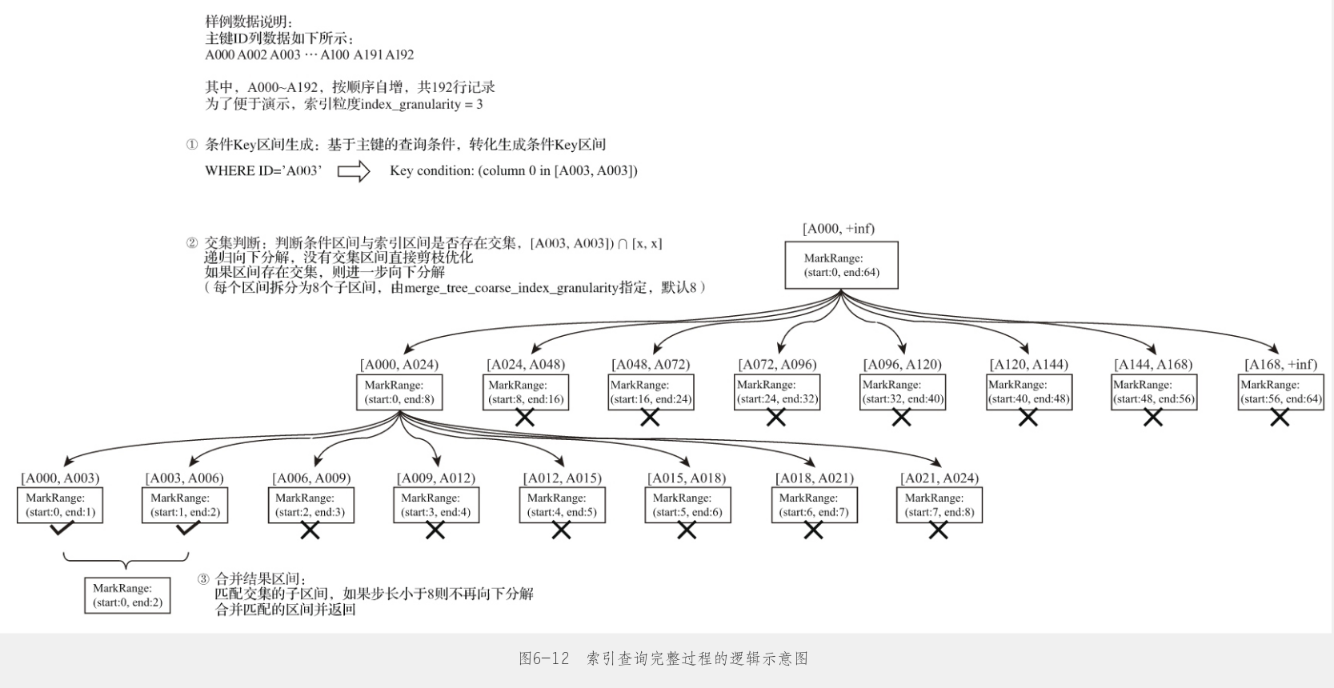 样例数据说明：
主键ID列数据如下所示：
A000 A002 A003 ··· A100 A191 A192
其中，A000~A192，按顺序自增，共192行记录
为了便于演示，索引粒度index_granularity = 3
① 条件Key区间生成：基于主键的查询条件，转化生成条件Key区间
WHERE ID='A003' Key condition: (column 0 in [A003, A003])
② 交集判断：判断条件区间与索引区间是否存在交集，[A003, A003]) ∩ [x, x]
递归向下分解，没有交集区间直接剪枝优化
如果区间存在交集，则进一步向下分解
（每个区间拆分为8个子区间，由merge_tree_coarse_index_granularity指定，默认8）
[A000, +inf)
MarkRange:
(start:0, end:64)
[A000, A024) [A024, A048) [A048, A072) [A072, A096) [A096, A120) [A120, A144) [A144, A168) [A168, +inf)
MarkRange: MarkRange: MarkRange: MarkRange: MarkRange: MarkRange: MarkRange: MarkRange:
(start:0, end:8) (start:8, end:16) (start:16, end:24) (start:24, end:32) (start:32, end:40) (start:40, end:48) (start:48, end:56) (start:56, end:64)
[A000, A003) [A003, A006) [A006, A009) [A009, A012) [A012, A015) [A015, A018) [A018, A021) [A021, A024)
MarkRange: MarkRange: MarkRange: MarkRange: MarkRange: MarkRange: MarkRange: MarkRange:
(start:0, end:1) (start:1, end:2) (start:2, end:3) (start:3, end:4) (start:4, end:5) (start:5, end:6) (start:6, end:7) (start:7, end:8)
MarkRange:
(start:0, end:2)
③ 合并结果区间：
匹配交集的子区间，如果步长小于8则不再向下分解
合并匹配的区间并返回
图6-12 索引查询完整过程的逻辑示意图